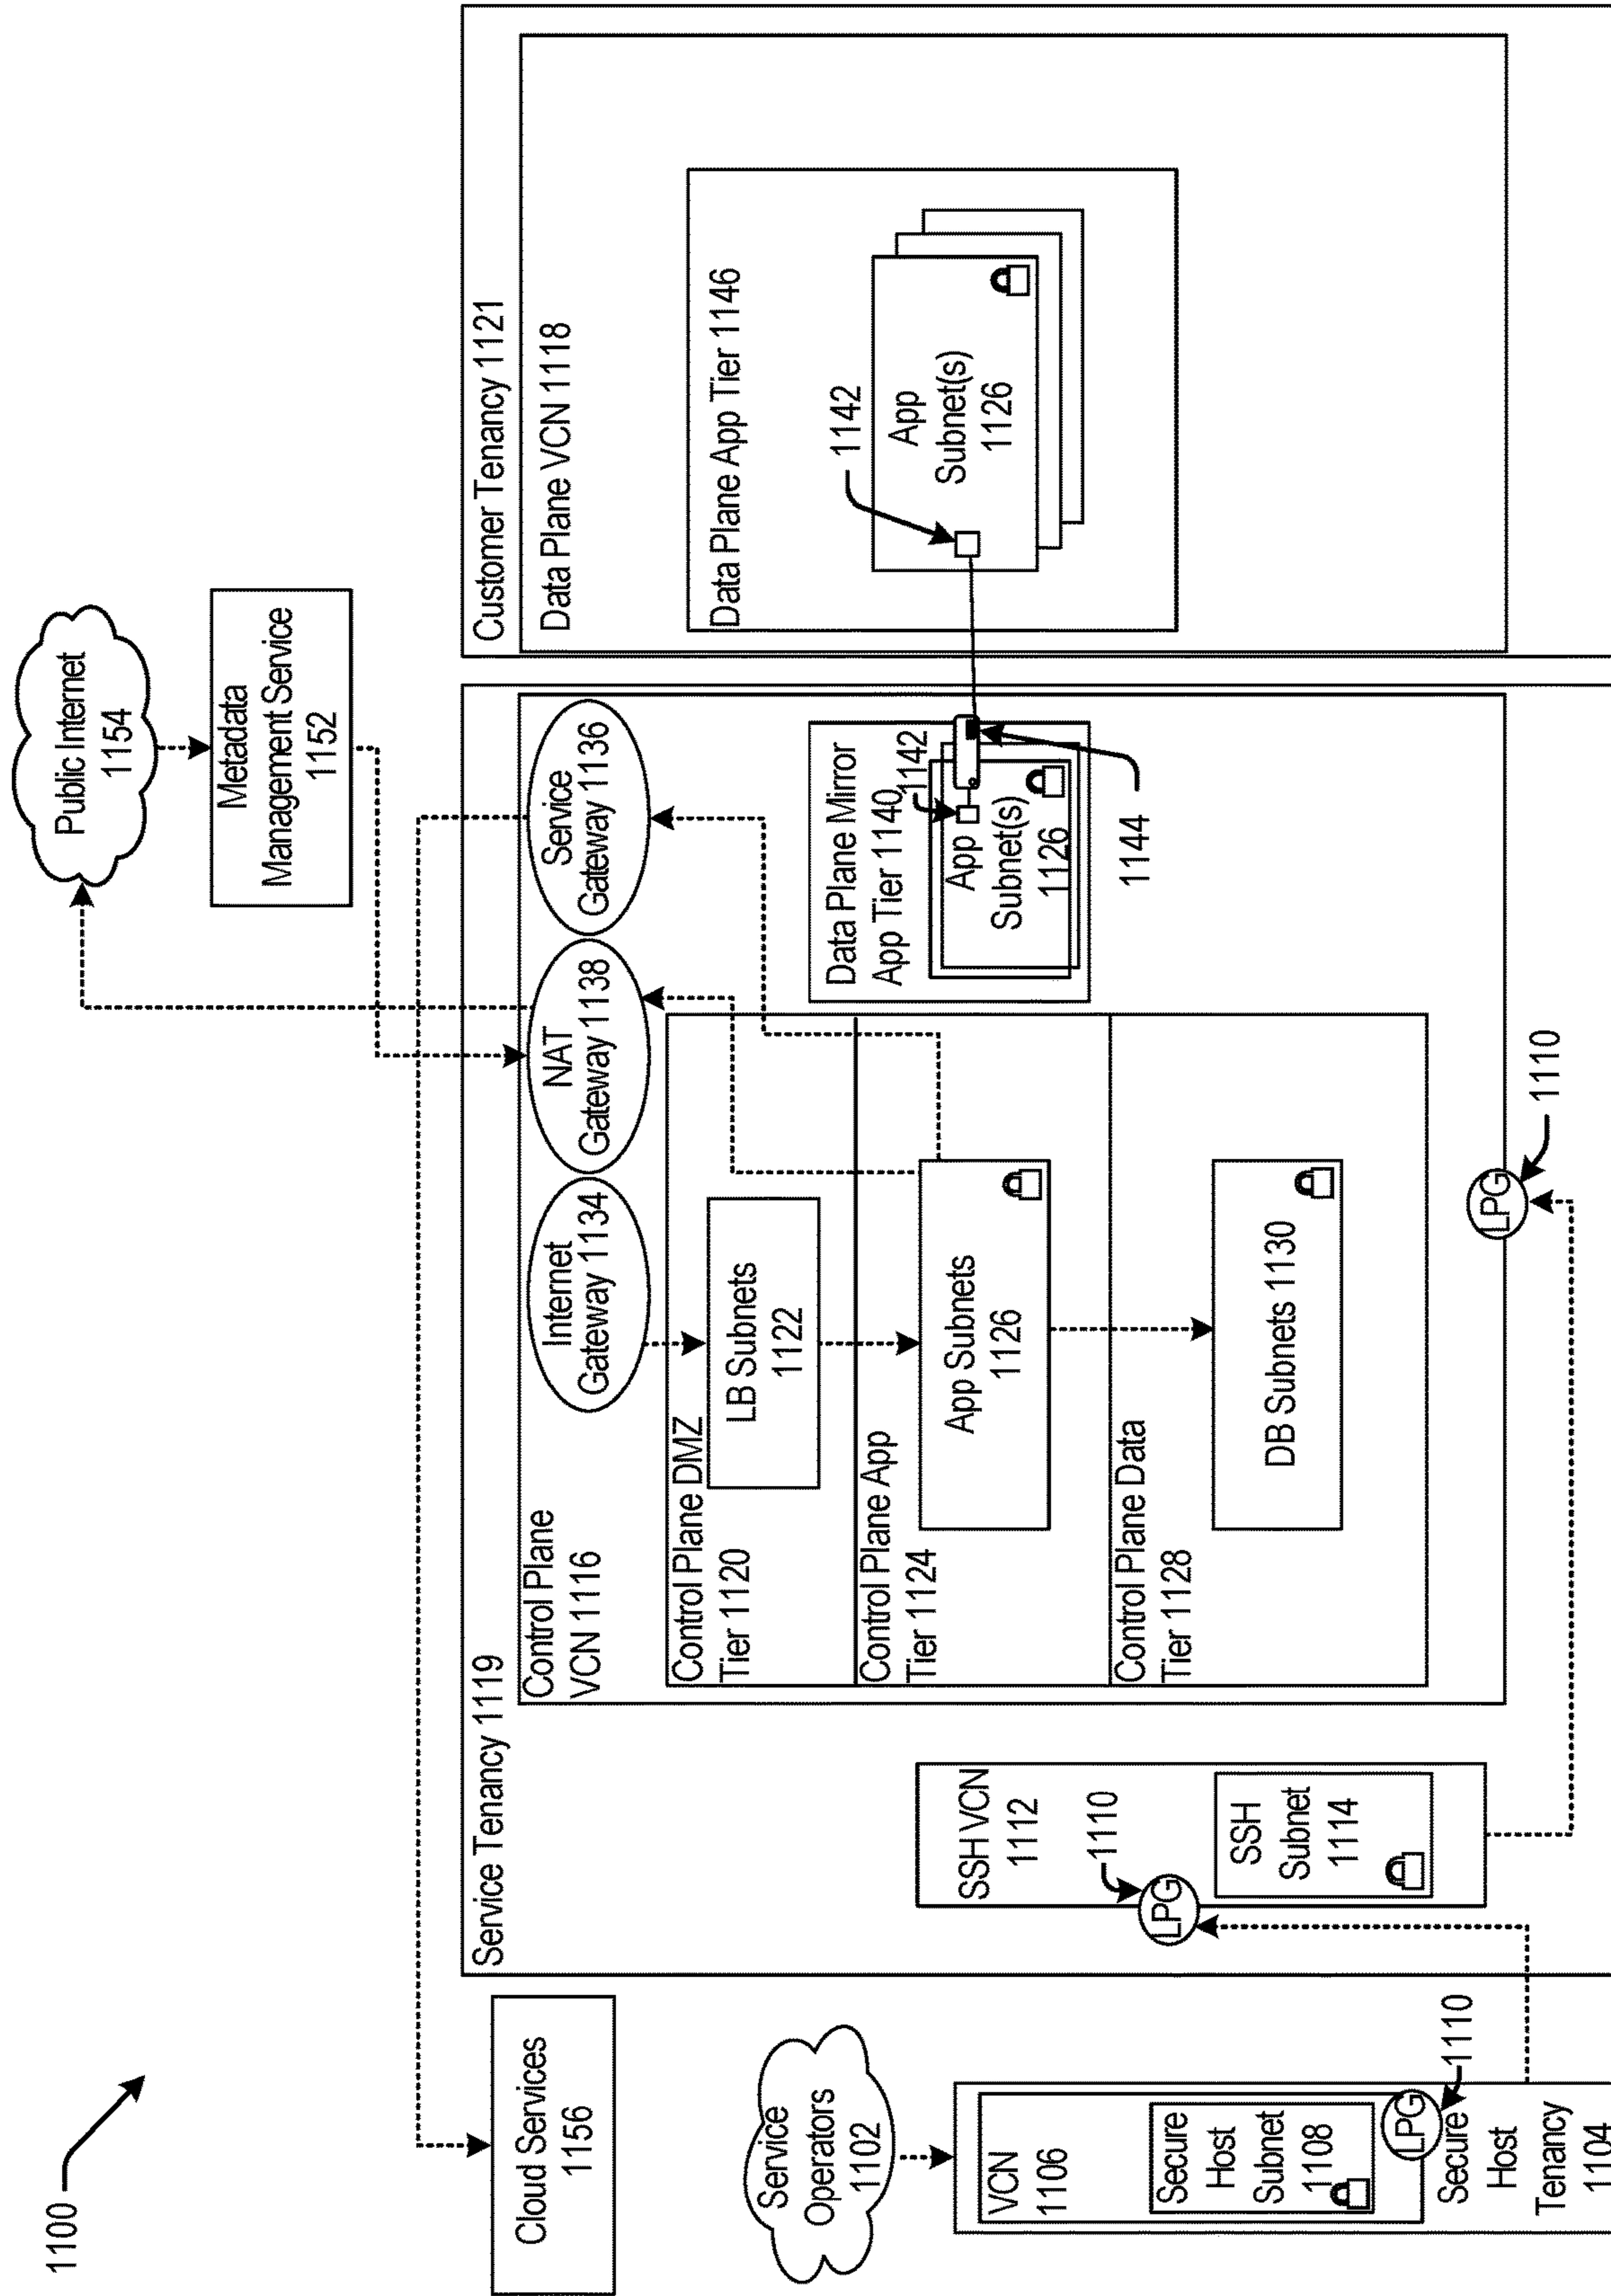 1100
Public Internet
1154
Metadata
Management Service
1152
Cloud Services
1156
Service Tenancy 1119
Customer Tenancy 1121
Control Plane
VCN 1116
Internet
Gateway 1134
NAT
Gateway 1138
Service
Gateway 1136
Data Plane VCN 1118
Control Plane DMZ
Tier 1120
LB Subnets
1122
Data Plane Mirror
App Tier 1140
1142
App
Subnet(s)
1126
1144
Data Plane App Tier 1146
1142
App
Subnet(s)
1126
Service
Operators
1102
Control Plane App
Tier 1124
App Subnets
1126
SSH VCN
1112
1110
LPG
SSH
Subnet
1114
Control Plane Data
Tier 1128
DB Subnets 1130
VCN
1106
Secure
Host
Subnet
1108
LPG
1110
Secure
Host
Tenancy
1104
LPG
1110